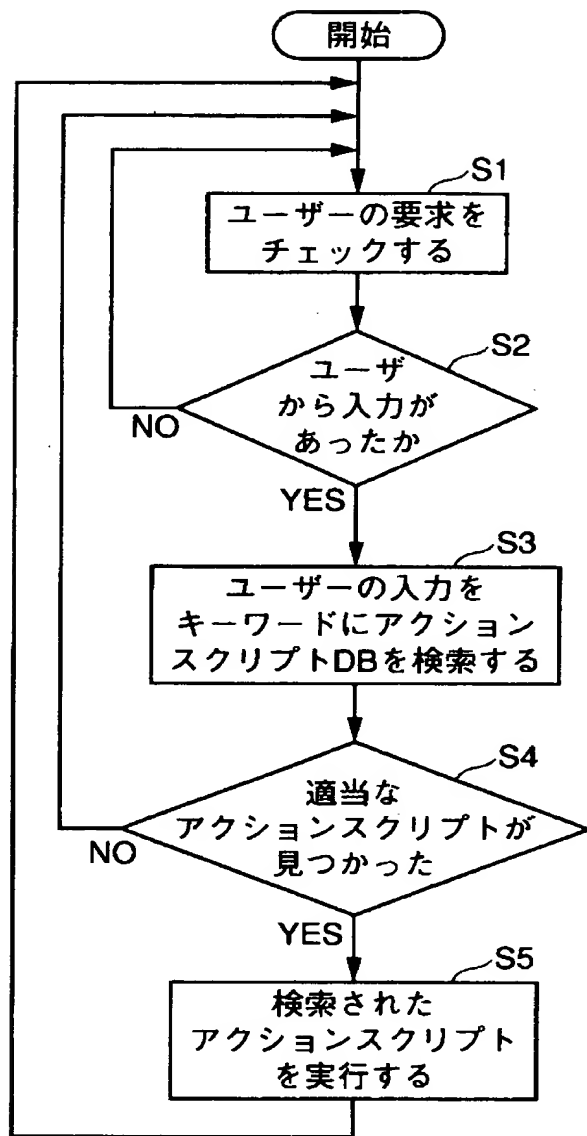 開始
S1
ユーザーの要求を
チェックする
S2
ユーザ
から入力が
あったか
NO
YES
S3
ユーザーの入力を
キーワードにアクション
スクリプトDBを検索する
S4
適当な
アクションスクリプトが
見つかった
NO
YES
S5
検索された
アクションスクリプト
を実行する